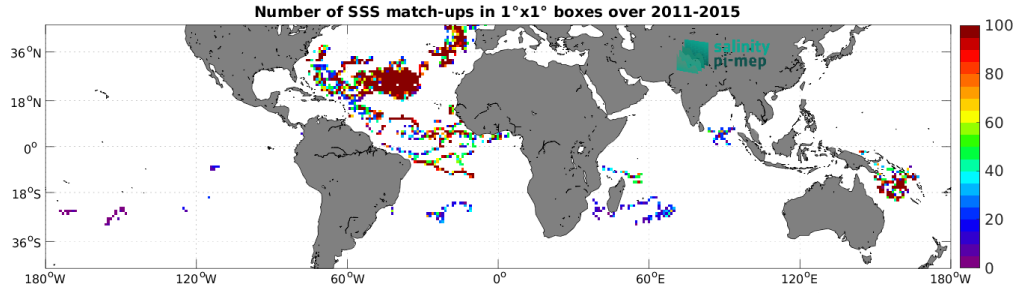 Number of SSS match-ups in 1°x1° boxes over 2011-2015
36°N
18°N
0°
18°S
36°S
180°W 120°W 60°W 0° 60°E 120°E 180°W
salinity
pi-mep
100
80
60
40
20
0